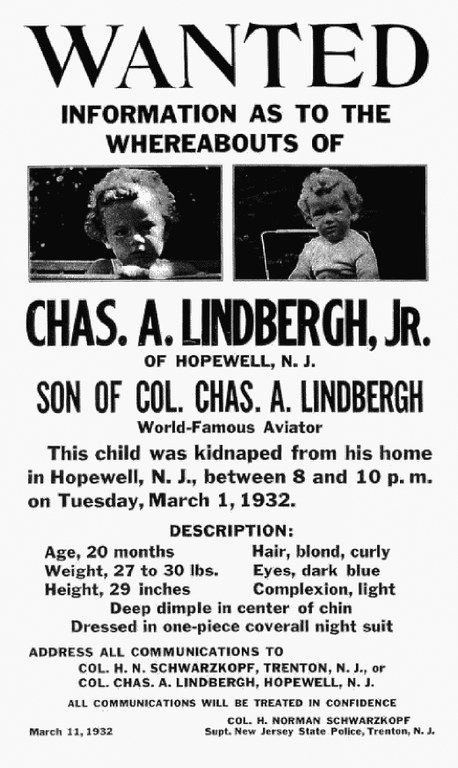 WANTED
INFORMATION AS TO THE
WHEREABOUTS OF
CHAS. A. LINDBERGH, JR.
OF HOPEWELL, N. J.
SON OF COL. CHAS. A. LINDBERGH
World-Famous Aviator
This child was kidnaped from his home
in Hopewell, N. J., between 8 and 10 p. m.
on Tuesday, March 1, 1932.
DESCRIPTION:
Age, 20 months Hair, blond, curly
Weight, 27 to 30 lbs. Eyes, dark blue
Height, 29 inches Complexion, light
Deep dimple in center of chin
Dressed in one-piece coverall night suit
ADDRESS ALL COMMUNICATIONS TO
COL. H. N. SCHWARZKOPF, TRENTON, N. J., or
COL. CHAS. A. LINDBERGH, HOPEWELL, N. J.
ALL COMMUNICATIONS WILL BE TREATED IN CONFIDENCE
COL. H. NORMAN SCHWARZKOPF
March 11, 1932 Supt. New Jersey State Police, Trenton, N. J.